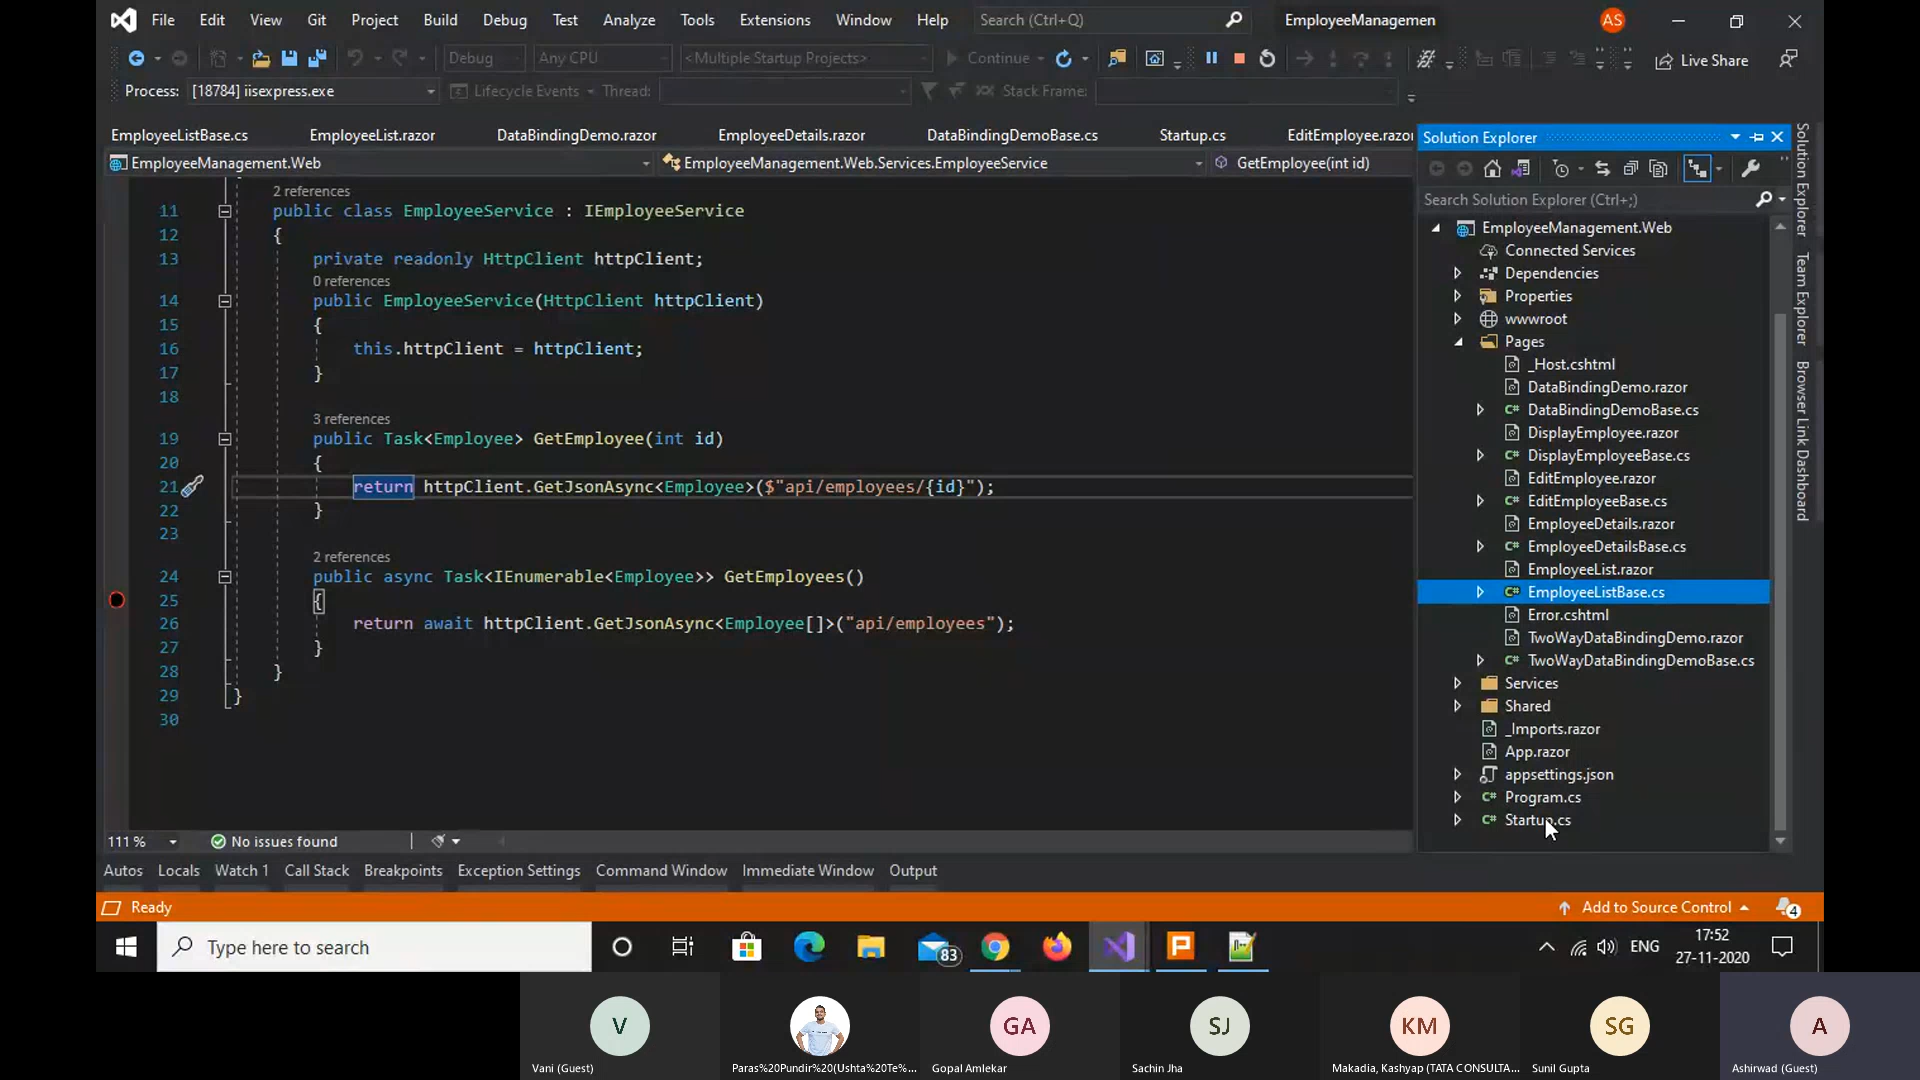 File Edit View Git Project Build Debug Test Analyze Tools Extensions Window Help Search (Ctrl+Q) EmployeeManagemen AS
Debug Any CPU <Multiple Startup Projects> Continue Live Share
Process: [18784] iisexpress.exe Lifecycle Events Thread: Stack Frame:
EmployeeListBase.cs EmployeeList.razor DataBindingDemo.razor EmployeeDetails.razor DataBindingDemoBase.cs Startup.cs EditEmployee.razor
EmployeeManagement.Web EmployeeManagement.Web.Services.EmployeeService GetEmployee(int id)
2 references
11 public class EmployeeService : IEmployeeService
12 {
13 private readonly HttpClient httpClient;
0 references
14 public EmployeeService(HttpClient httpClient)
15 {
16 this.httpClient = httpClient;
17 }
18
3 references
19 public Task<Employee> GetEmployee(int id)
20 {
21 return httpClient.GetJsonAsync<Employee>($"api/employees/{id}");
22 }
23
2 references
24 public async Task<IEnumerable<Employee>> GetEmployees()
25 {
26 return await httpClient.GetJsonAsync<Employee[]>("api/employees");
27 }
28 }
29 }
30
111 % No issues found
Solution Explorer
Search Solution Explorer (Ctrl+;)
EmployeeManagement.Web
Connected Services
Dependencies
Properties
wwwroot
Pages
_Host.cshtml
DataBindingDemo.razor
DataBindingDemoBase.cs
DisplayEmployee.razor
DisplayEmployeeBase.cs
EditEmployee.razor
EditEmployeeBase.cs
EmployeeDetails.razor
EmployeeDetailsBase.cs
EmployeeList.razor
EmployeeListBase.cs
Error.cshtml
TwoWayDataBindingDemo.razor
TwoWayDataBindingDemoBase.cs
Services
Shared
_Imports.razor
App.razor
appsettings.json
Program.cs
Startup.cs
Solution Explorer
Team Explorer
Browser Link Dashboard
Autos Locals Watch 1 Call Stack Breakpoints Exception Settings Command Window Immediate Window Output
Ready Add to Source Control 4
Type here to search 83 ENG 17:52
27-11-2020
V GA SJ KM SG A
Vani (Guest) Paras%20Pundir%20(Ushta%20Te%... Gopal Amlekar Sachin Jha Makadia, Kashyap (TATA CONSULTA... Sunil Gupta Ashirwad (Guest)